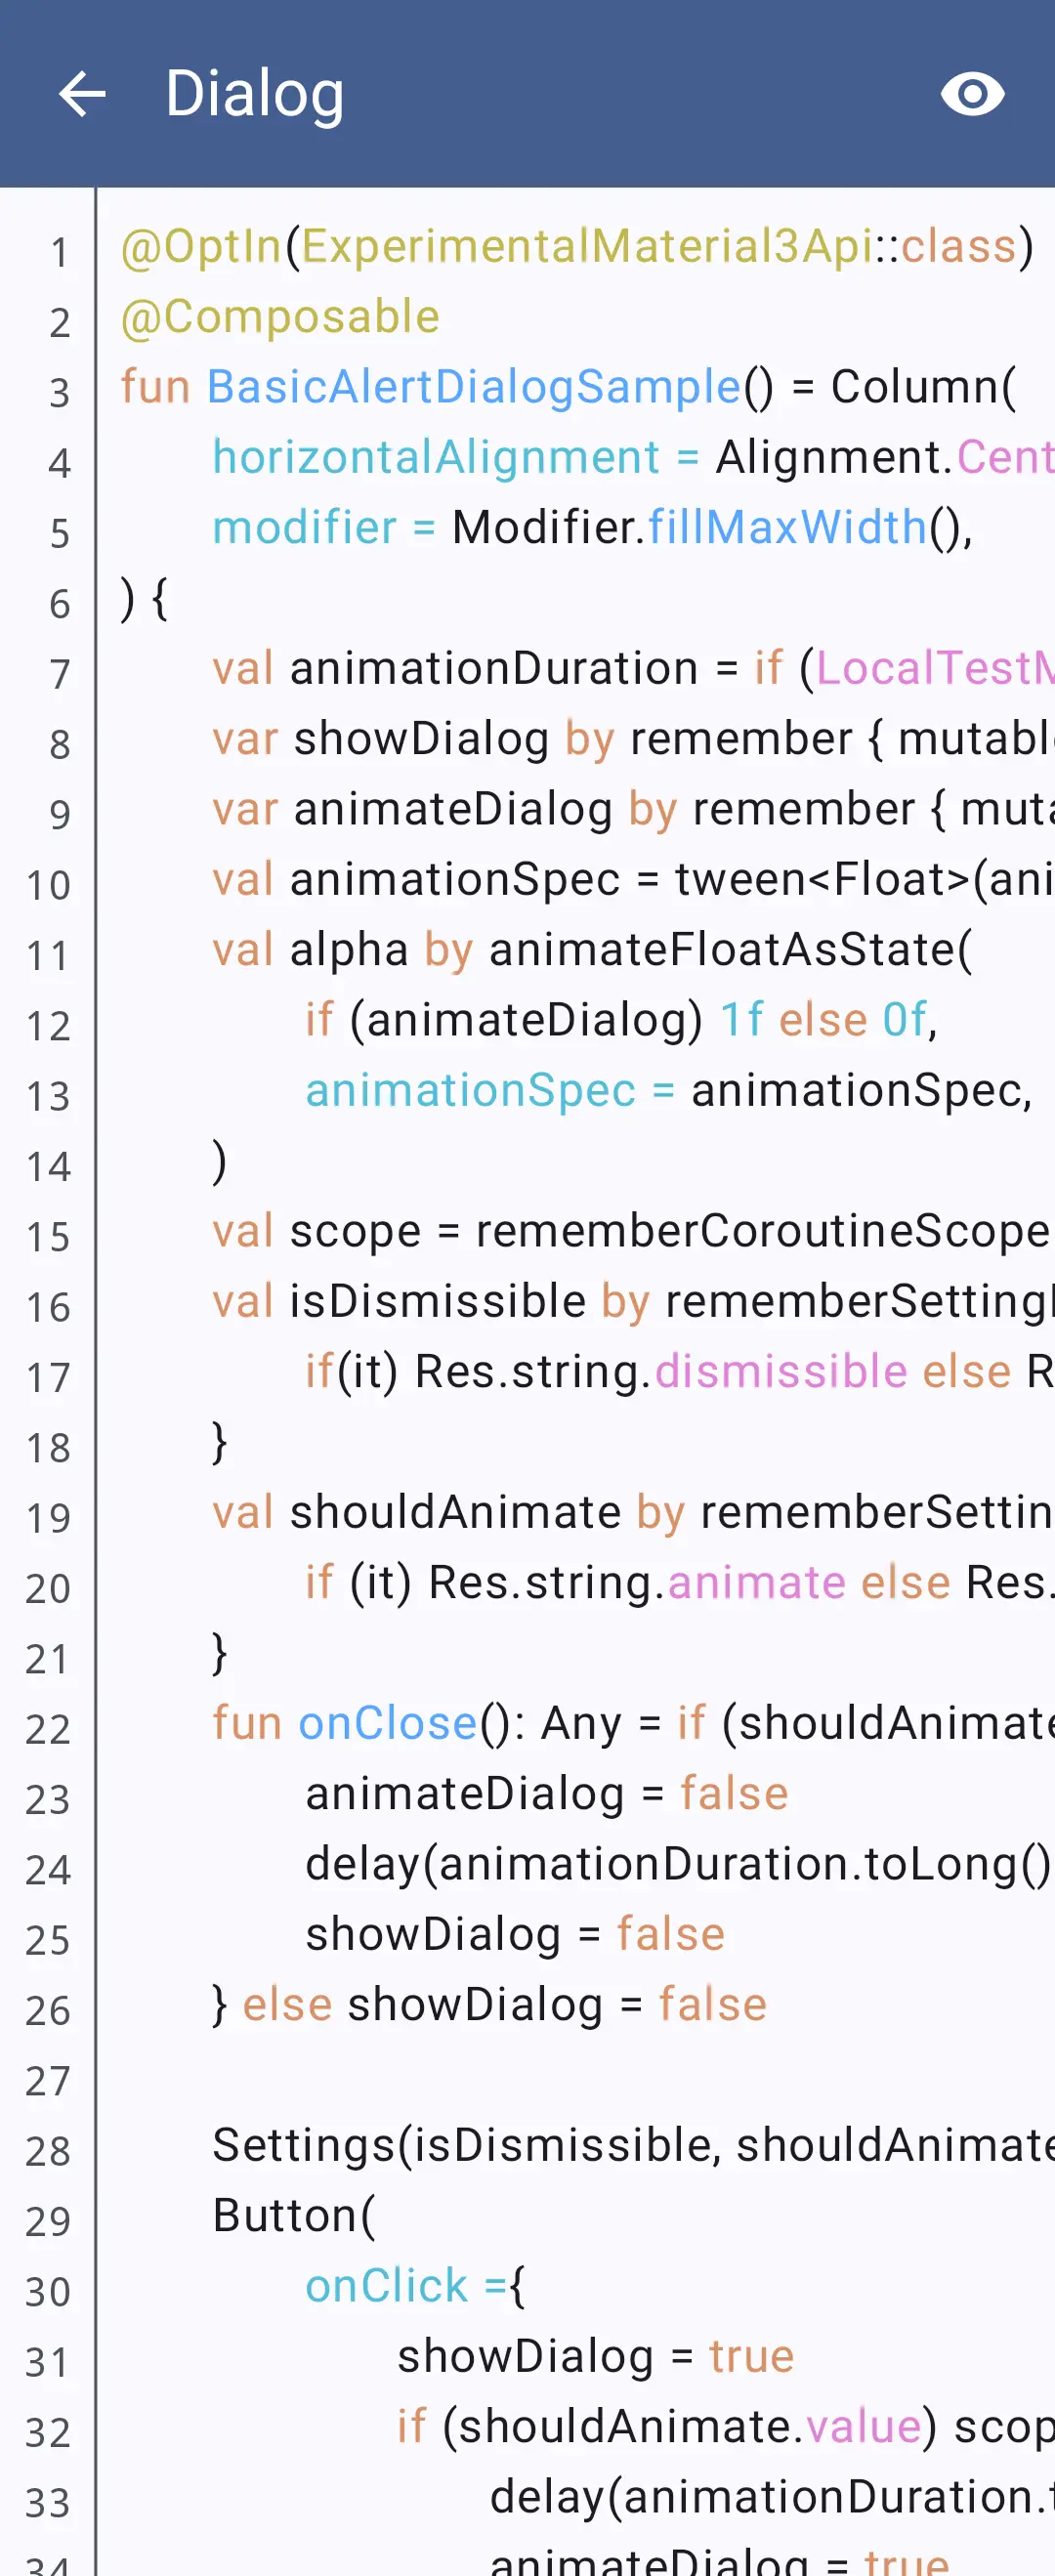 Dialog
1 @OptIn(ExperimentalMaterial3Api::class)
2 @Composable
3 fun BasicAlertDialogSample() = Column(
4 horizontalAlignment = Alignment.Cent
5 modifier = Modifier.fillMaxWidth(),
6 ) {
7 val animationDuration = if (LocalTestM
8 var showDialog by remember { mutabl
9 var animateDialog by remember { muta
10 val animationSpec = tween<Float>(ani
11 val alpha by animateFloatAsState(
12 if (animateDialog) 1f else 0f,
13 animationSpec = animationSpec,
14 )
15 val scope = rememberCoroutineScope
16 val isDismissible by rememberSetting
17 if(it) Res.string.dismissible else R
18 }
19 val shouldAnimate by rememberSettin
20 if (it) Res.string.animate else Res.
21 }
22 fun onClose(): Any = if (shouldAnimate
23 animateDialog = false
24 delay(animationDuration.toLong()
25 showDialog = false
26 } else showDialog = false
27
28 Settings(isDismissible, shouldAnimate
29 Button(
30 onClick ={
31 showDialog = true
32 if (shouldAnimate.value) scop
33 delay(animationDuration.t
34 animateDialog = true